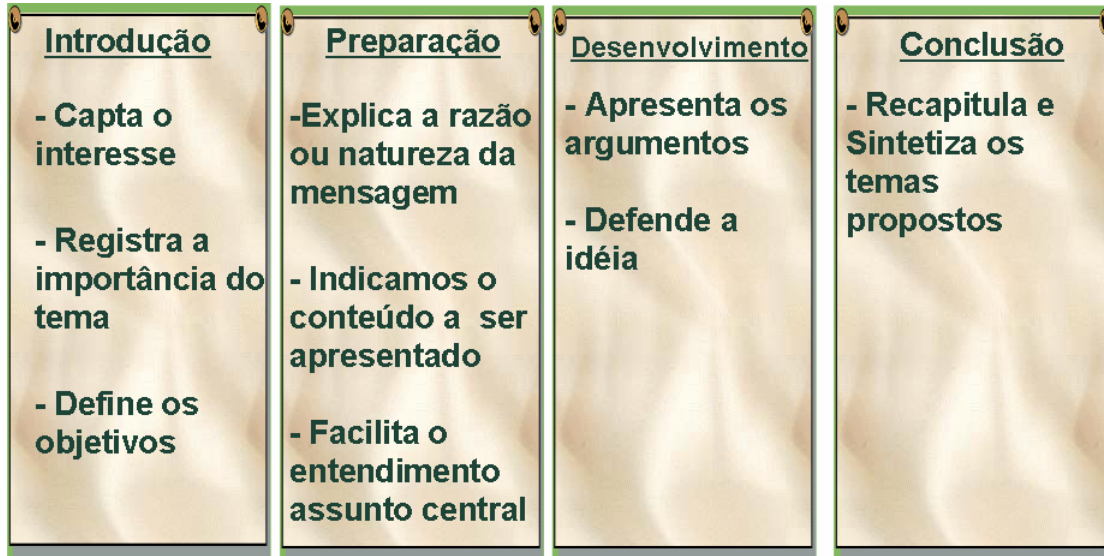 Introdução
- Capta o
interesse
- Registra a
importância do
tema
- Define os
objetivos
Preparação
-Explica a razão
ou natureza da
mensagem
- Indicamos o
conteúdo a ser
apresentado
- Facilita o
entendimento
assunto central
Desenvolvimento
- Apresenta os
argumentos
- Defende a
idéia
Conclusão
- Recapitula e
Sintetiza os
temas
propostos